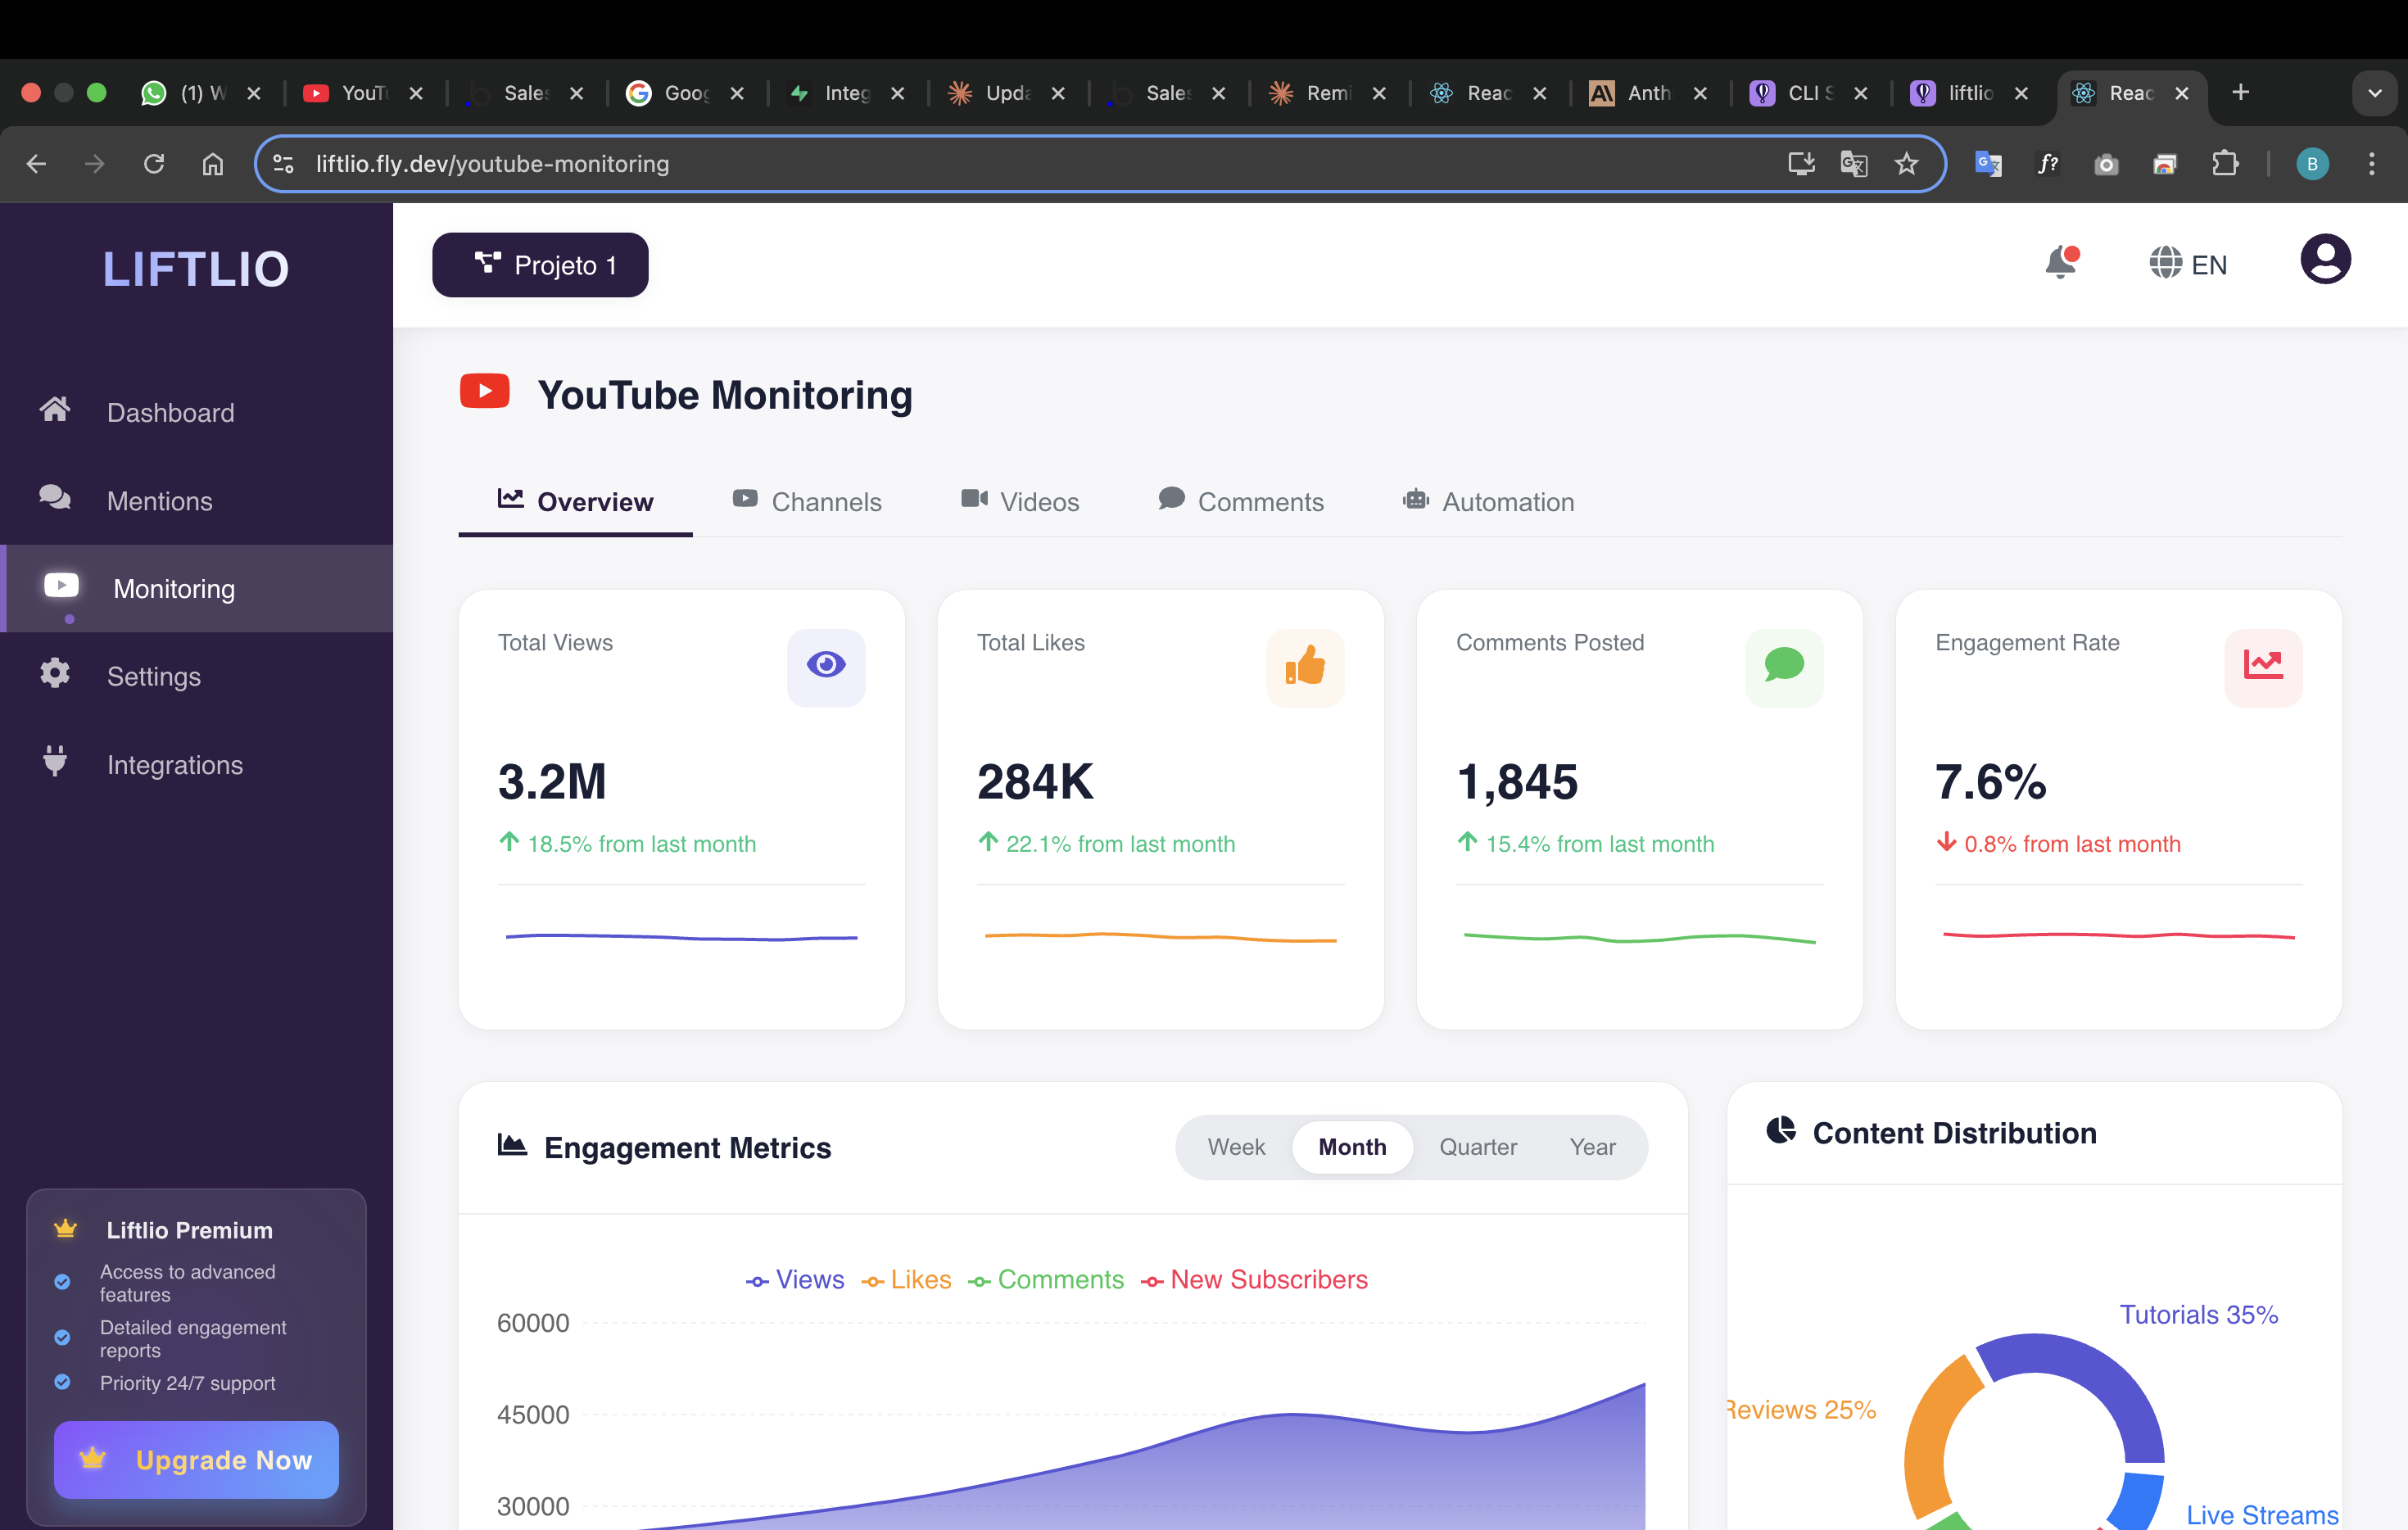 (1) W
YouT
Sales
Goog
Integ
Upda
Sales
Remi
Reac
Anth
CLI S
liftlio
Reac
liftlio.fly.dev/youtube-monitoring
B
LIFTLIO
Projeto 1
EN
Dashboard
Mentions
Monitoring
Settings
Integrations
YouTube Monitoring
Overview
Channels
Videos
Comments
Automation
Total Views
3.2M
18.5% from last month
Total Likes
284K
22.1% from last month
Comments Posted
1,845
15.4% from last month
Engagement Rate
7.6%
0.8% from last month
Engagement Metrics
Week
Month
Quarter
Year
Views
Likes
Comments
New Subscribers
60000
45000
30000
Content Distribution
Tutorials 35%
Reviews 25%
Live Streams
Liftlio Premium
Access to advanced
features
Detailed engagement
reports
Priority 24/7 support
Upgrade Now